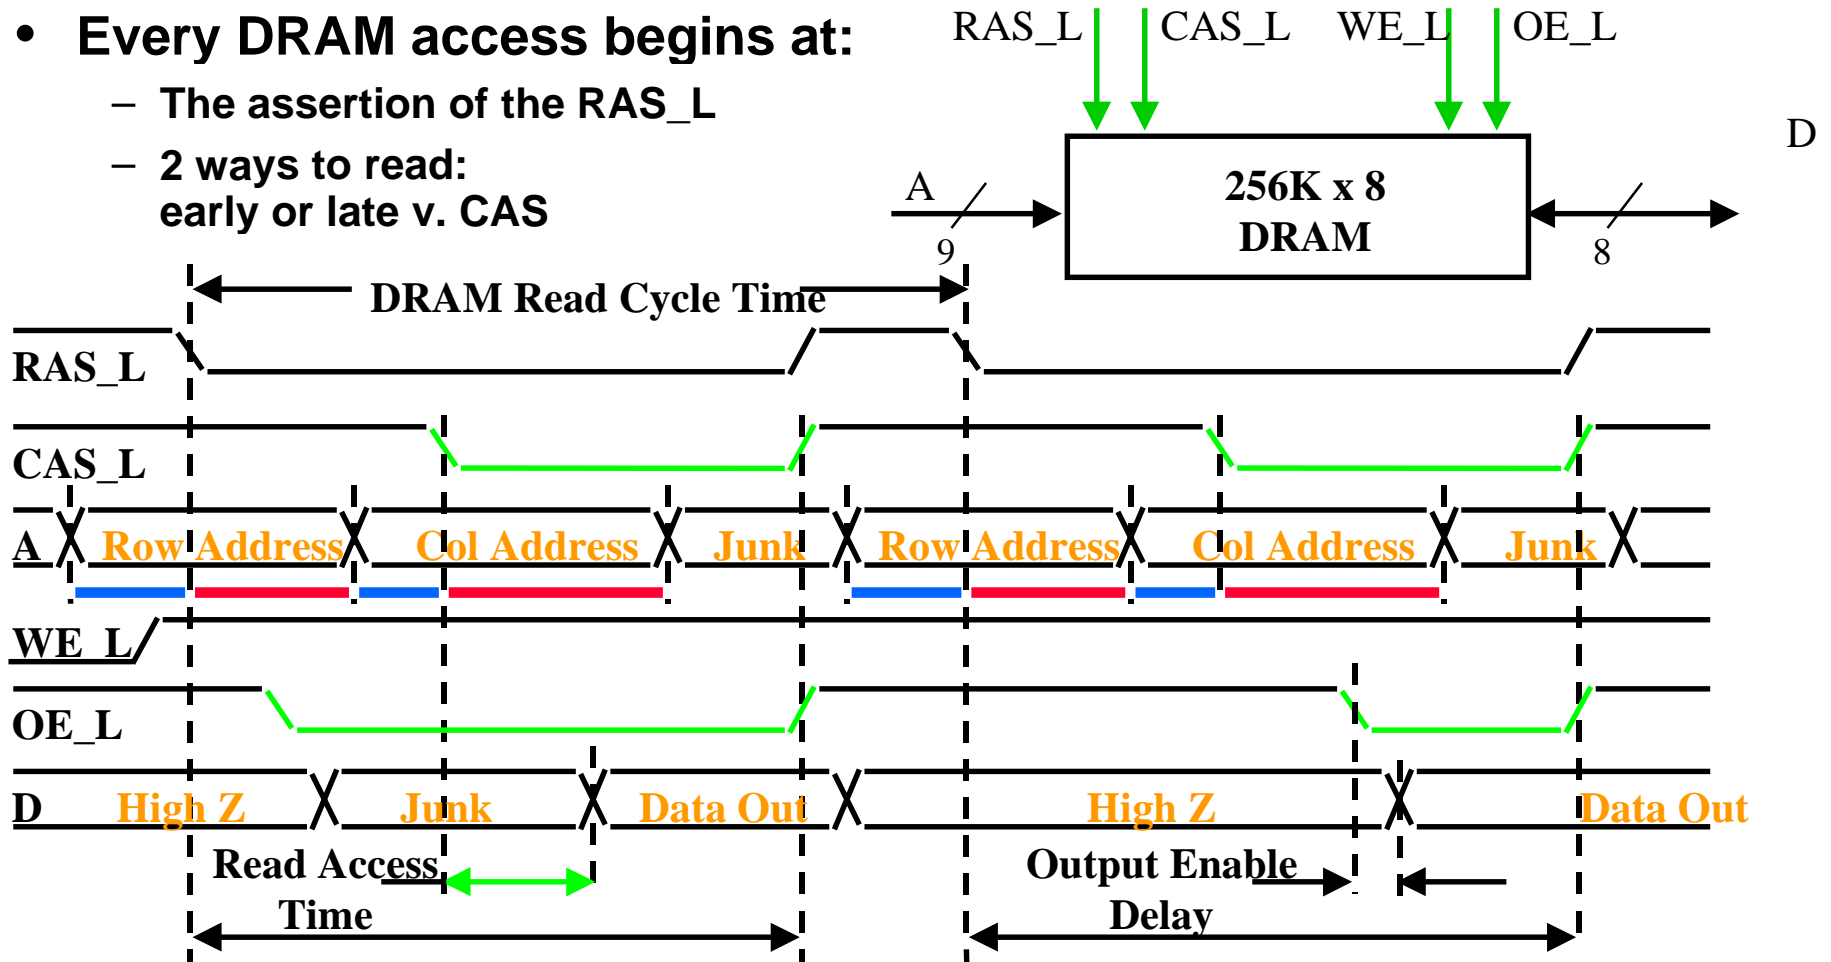 • Every DRAM access begins at:
– The assertion of the RAS_L
– 2 ways to read:
early or late v. CAS
RAS_L CAS_L WE_L OE_L
D
A
9
256K x 8
DRAM
8
DRAM Read Cycle Time
RAS_L
CAS_L
A Row Address Col Address Junk Row Address Col Address Junk
WE_L
OE_L
D High Z Junk Data Out High Z Data Out
Read Access
Time
Output Enable
Delay